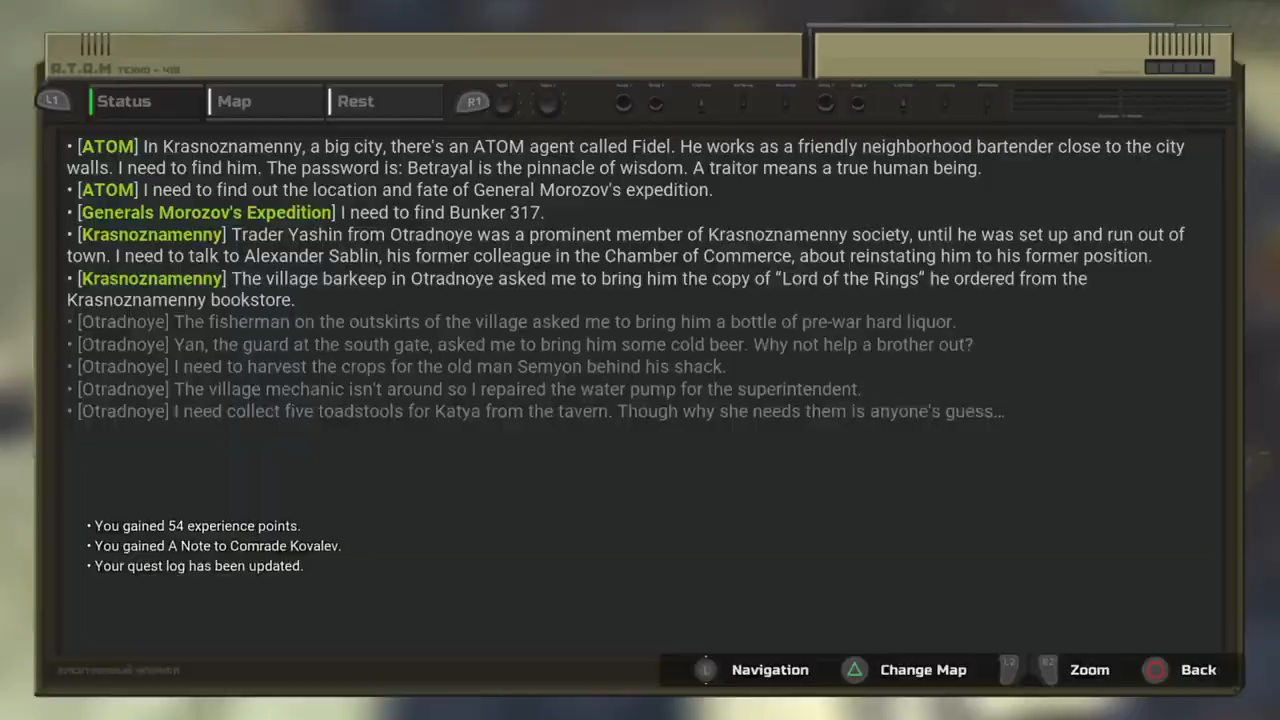 A.T.O.M ТЕХНО - 41В
L1
Status
Map
Rest
R1
• [ATOM] In Krasnoznamenny, a big city, there's an ATOM agent called Fidel. He works as a friendly neighborhood bartender close to the city
walls. I need to find him. The password is: Betrayal is the pinnacle of wisdom. A traitor means a true human being.
• [ATOM] I need to find out the location and fate of General Morozov's expedition.
• [Generals Morozov's Expedition] I need to find Bunker 317.
• [Krasnoznamenny] Trader Yashin from Otradnoye was a prominent member of Krasnoznamenny society, until he was set up and run out of
town. I need to talk to Alexander Sablin, his former colleague in the Chamber of Commerce, about reinstating him to his former position.
• [Krasnoznamenny] The village barkeep in Otradnoye asked me to bring him the copy of “Lord of the Rings” he ordered from the
Krasnoznamenny bookstore.
• [Otradnoye] The fisherman on the outskirts of the village asked me to bring him a bottle of pre-war hard liquor.
• [Otradnoye] Yan, the guard at the south gate, asked me to bring him some cold beer. Why not help a brother out?
• [Otradnoye] I need to harvest the crops for the old man Semyon behind his shack.
• [Otradnoye] The village mechanic isn't around so I repaired the water pump for the superintendent.
• [Otradnoye] I need collect five toadstools for Katya from the tavern. Though why she needs them is anyone's guess...
• You gained 54 experience points.
• You gained A Note to Comrade Kovalev.
• Your quest log has been updated.
L
Navigation
Change Map
L2
R2
Zoom
Back